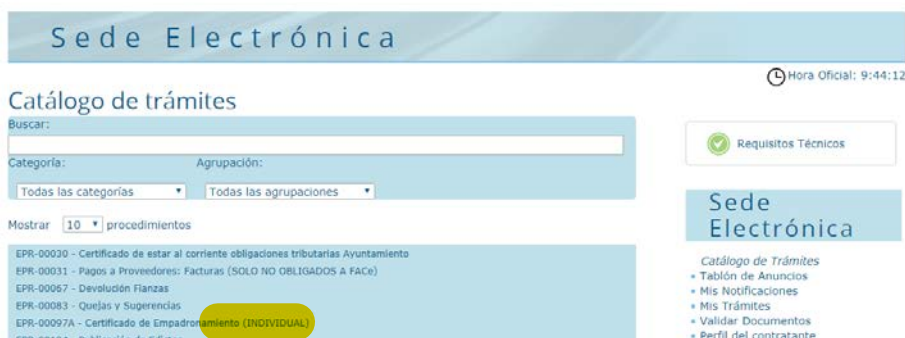 Sede Electrónica
Hora Oficial: 9:44:12
Catálogo de trámites
Buscar:
Categoría:
Agrupación:
Todas las categorías
Todas las agrupaciones
Mostrar 10 procedimientos
EPR-00030 - Certificado de estar al corriente obligaciones tributarias Ayuntamiento
EPR-00031 - Pagos a Proveedores: Facturas (SOLO NO OBLIGADOS A FACe)
EPR-00067 - Devolución Fianzas
EPR-00083 - Quejas y Sugerencias
EPR-00097A - Certificado de Empadronamiento (INDIVIDUAL)
Requisitos Técnicos
Sede
Electrónica
Catálogo de Trámites
Tablón de Anuncios
Mis Notificaciones
Mis Trámites
Validar Documentos
Perfil del contratante